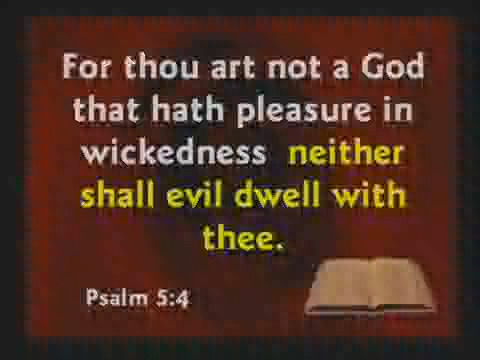 For thou art not a God
that hath pleasure in
wickedness neither
shall evil dwell with
thee.
Psalm 5:4